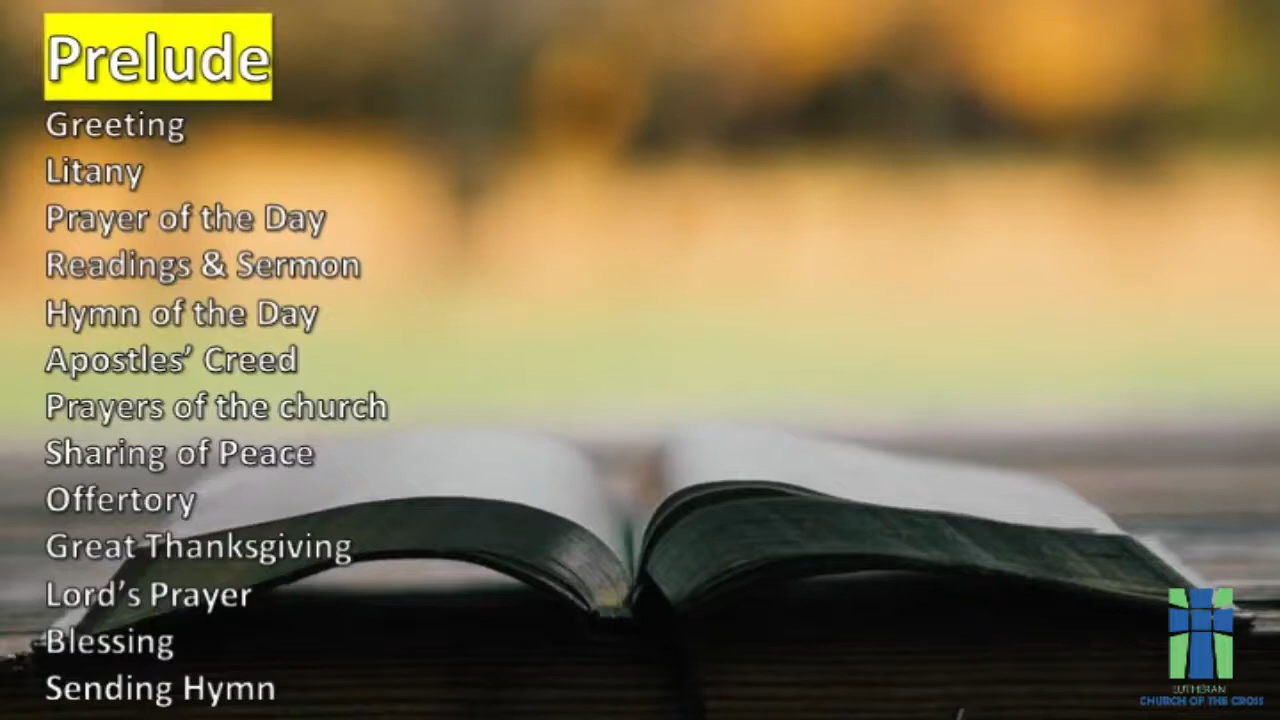 Prelude
Greeting
Litany
Prayer of the Day
Readings & Sermon
Hymn of the Day
Apostles’ Creed
Prayers of the church
Sharing of Peace
Offertory
Great Thanksgiving
Lord’s Prayer
Blessing
Sending Hymn
LUTHERAN
CHURCH OF THE CROSS